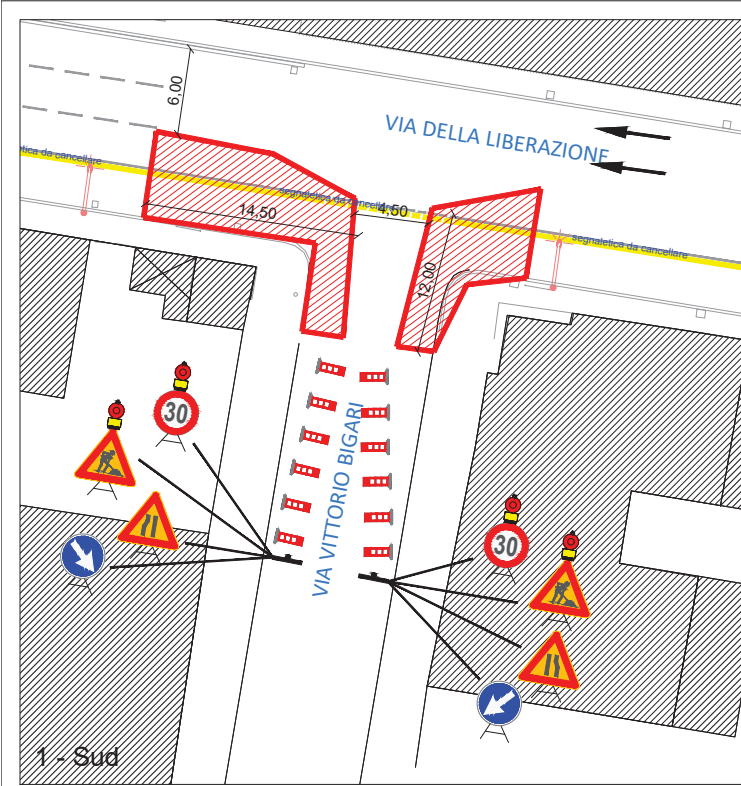 6,00
VIA DELLA LIBERAZIONE
tica da cancellare
segnaletica da cancellare
14,50
4,50
segnaletica da cancellare
12,00
30
VIA VITTORIO BIGARI
30
1 - Sud